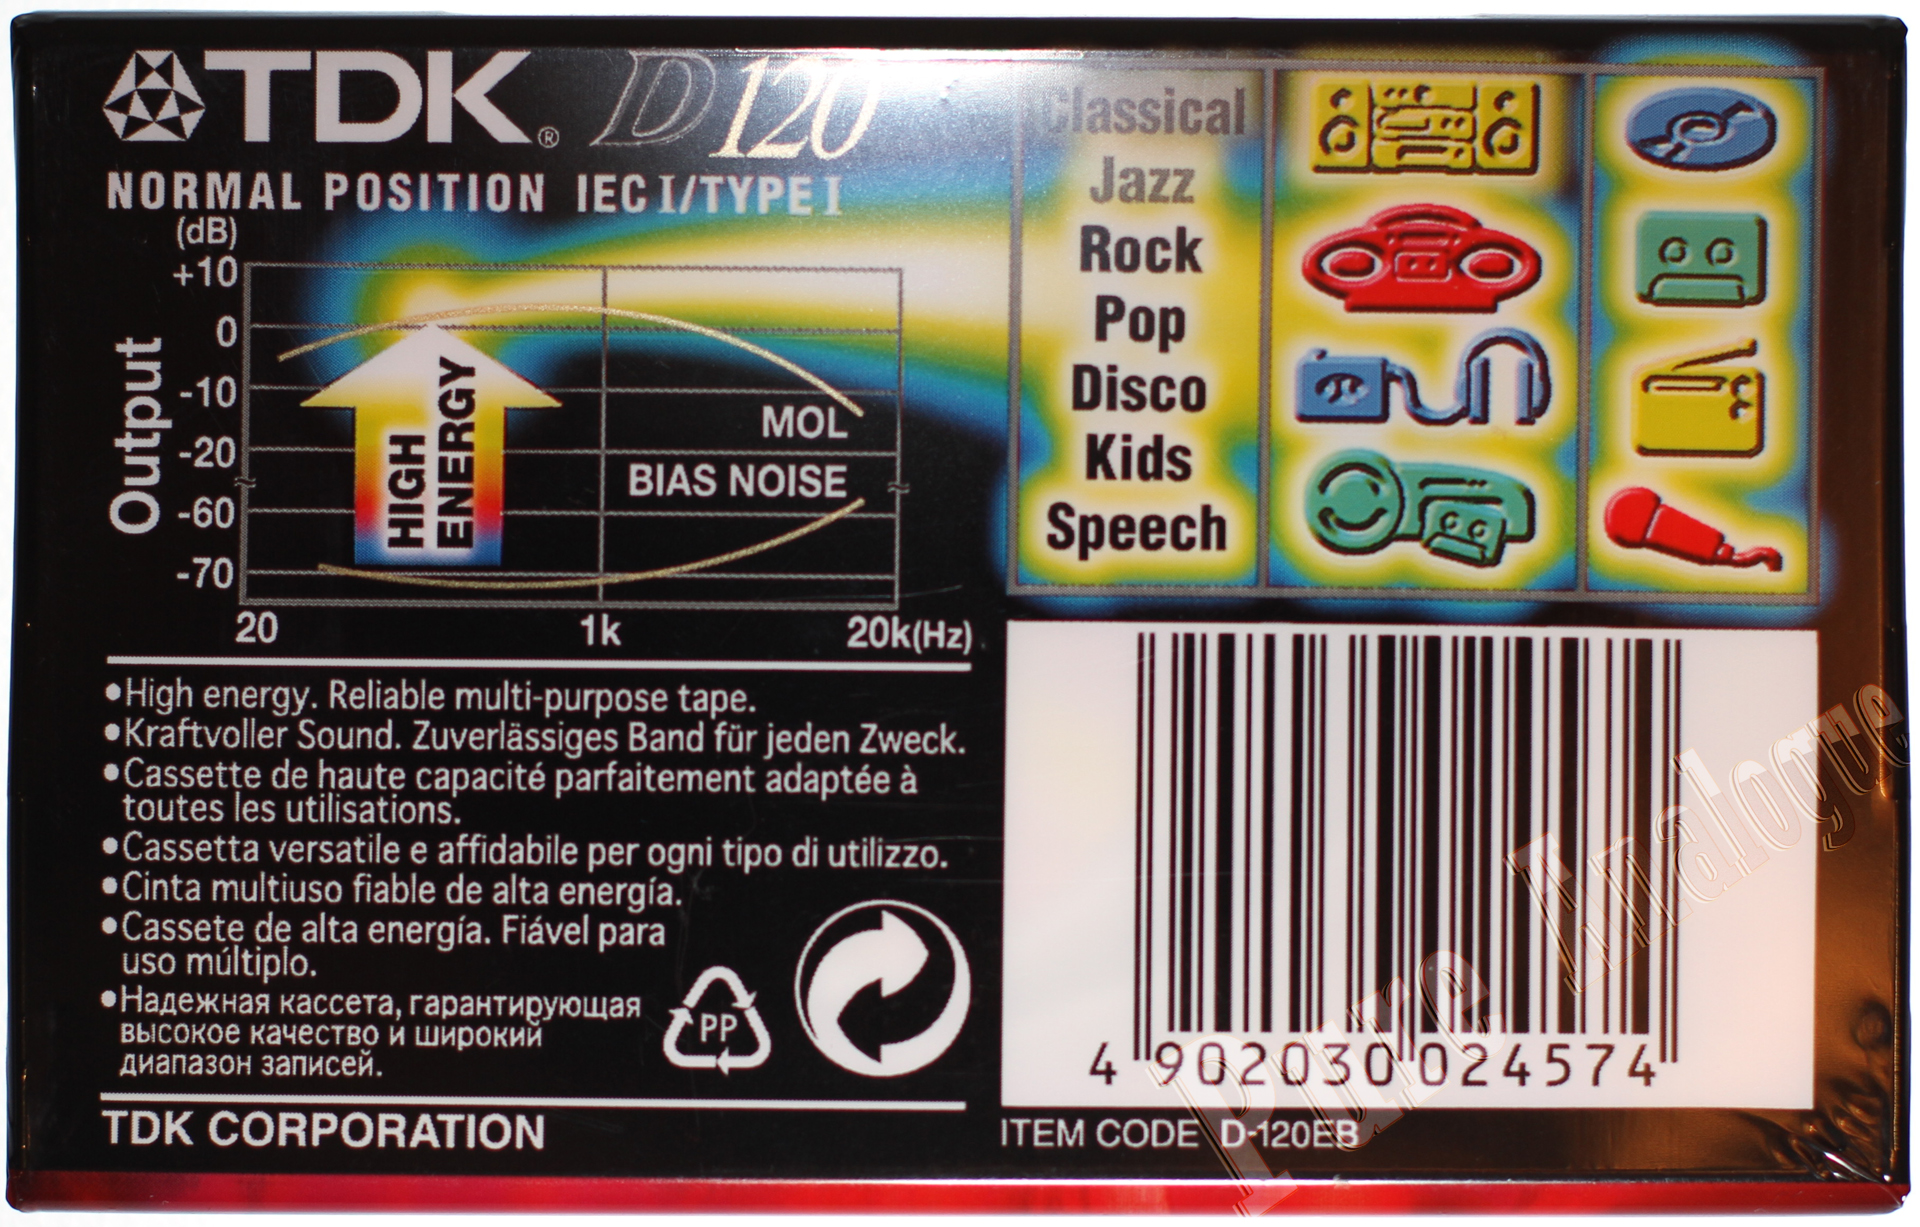 TDK® D120
NORMAL POSITION IEC I/TYPE I
(dB)
+10
0
-10
-20
-60
-70
Output
HIGH
ENERGY
MOL
BIAS NOISE
20 1k 20k(Hz)
•High energy. Reliable multi-purpose tape.
•Kraftvoller Sound. Zuverlässiges Band für jeden Zweck.
•Cassette de haute capacité parfaitement adaptée à
toutes les utilisations.
•Cassetta versatile e affidabile per ogni tipo di utilizzo.
•Cinta multiuso fiable de alta energía.
•Cassete de alta energía. Fiável para
uso múltiplo.
•Надежная кассета, гарантирующая
высокое качество и широкий
диапазон записей.
PP
TDK CORPORATION
Classical
Jazz
Rock
Pop
Disco
Kids
Speech
4 902030 024574
ITEM CODE D-120EB
Pure Analogue